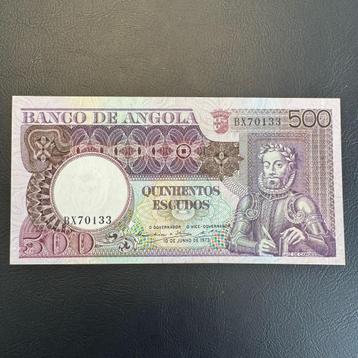 BANCO DE ANGOLA
BX70133 500
QUINHENTOS
ESCUDOS
BX70133
O GOVERNADOR O VICE-GOVERNADOR
500
10 DE JUNHO DE 1973